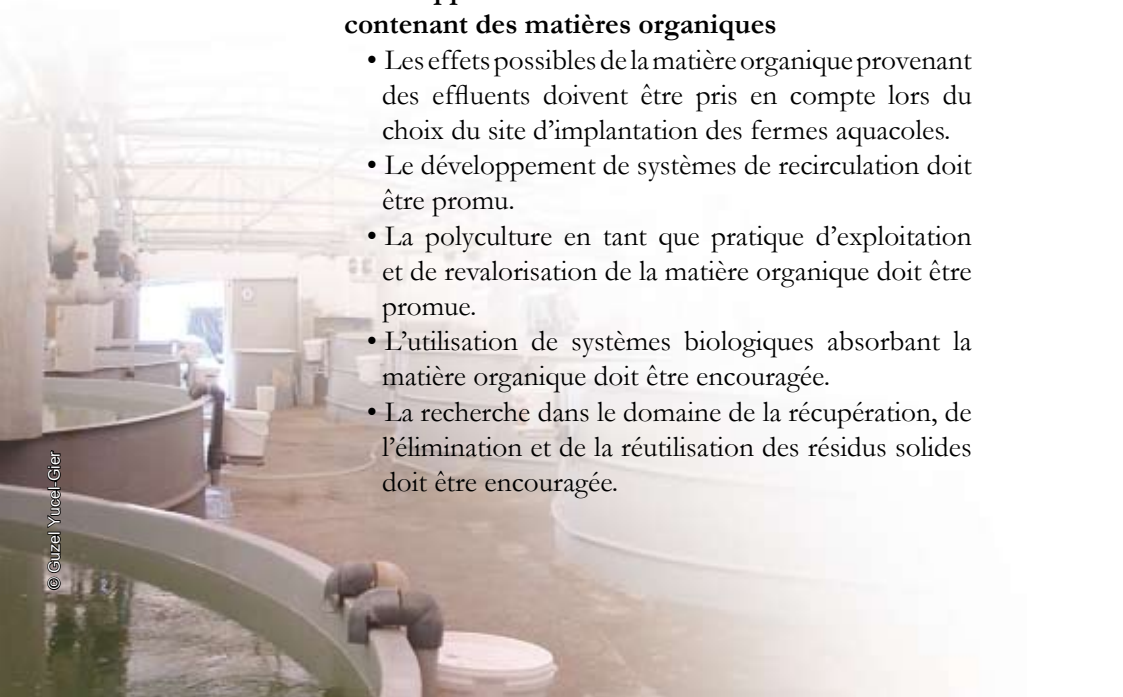 contenant des matières organiques
• Les effets possibles de la matière organique provenant
des effluents doivent être pris en compte lors du
choix du site d’implantation des fermes aquacoles.
• Le développement de systèmes de recirculation doit
être promu.
• La polyculture en tant que pratique d’exploitation
et de revalorisation de la matière organique doit être
promue.
• L’utilisation de systèmes biologiques absorbant la
matière organique doit être encouragée.
• La recherche dans le domaine de la récupération, de
l’élimination et de la réutilisation des résidus solides
doit être encouragée.
© Guzel Yucel-Gier